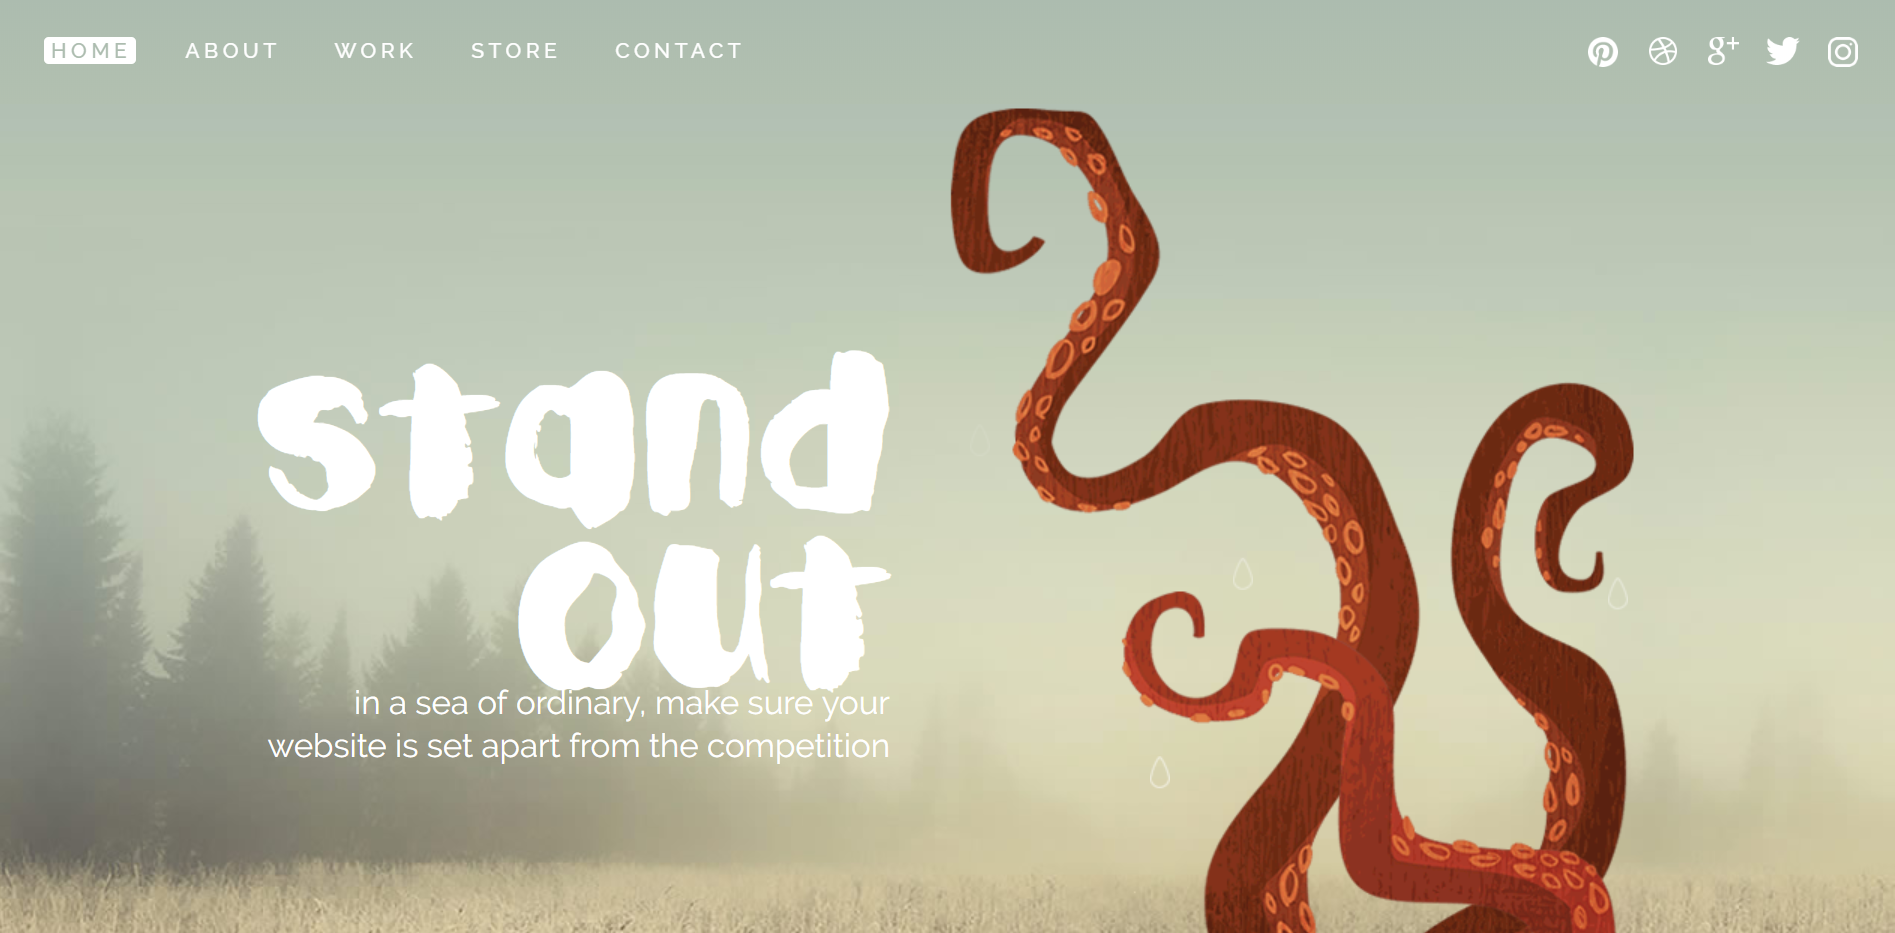 HOME ABOUT WORK STORE CONTACT
stand
out
in a sea of ordinary, make sure your
website is set apart from the competition